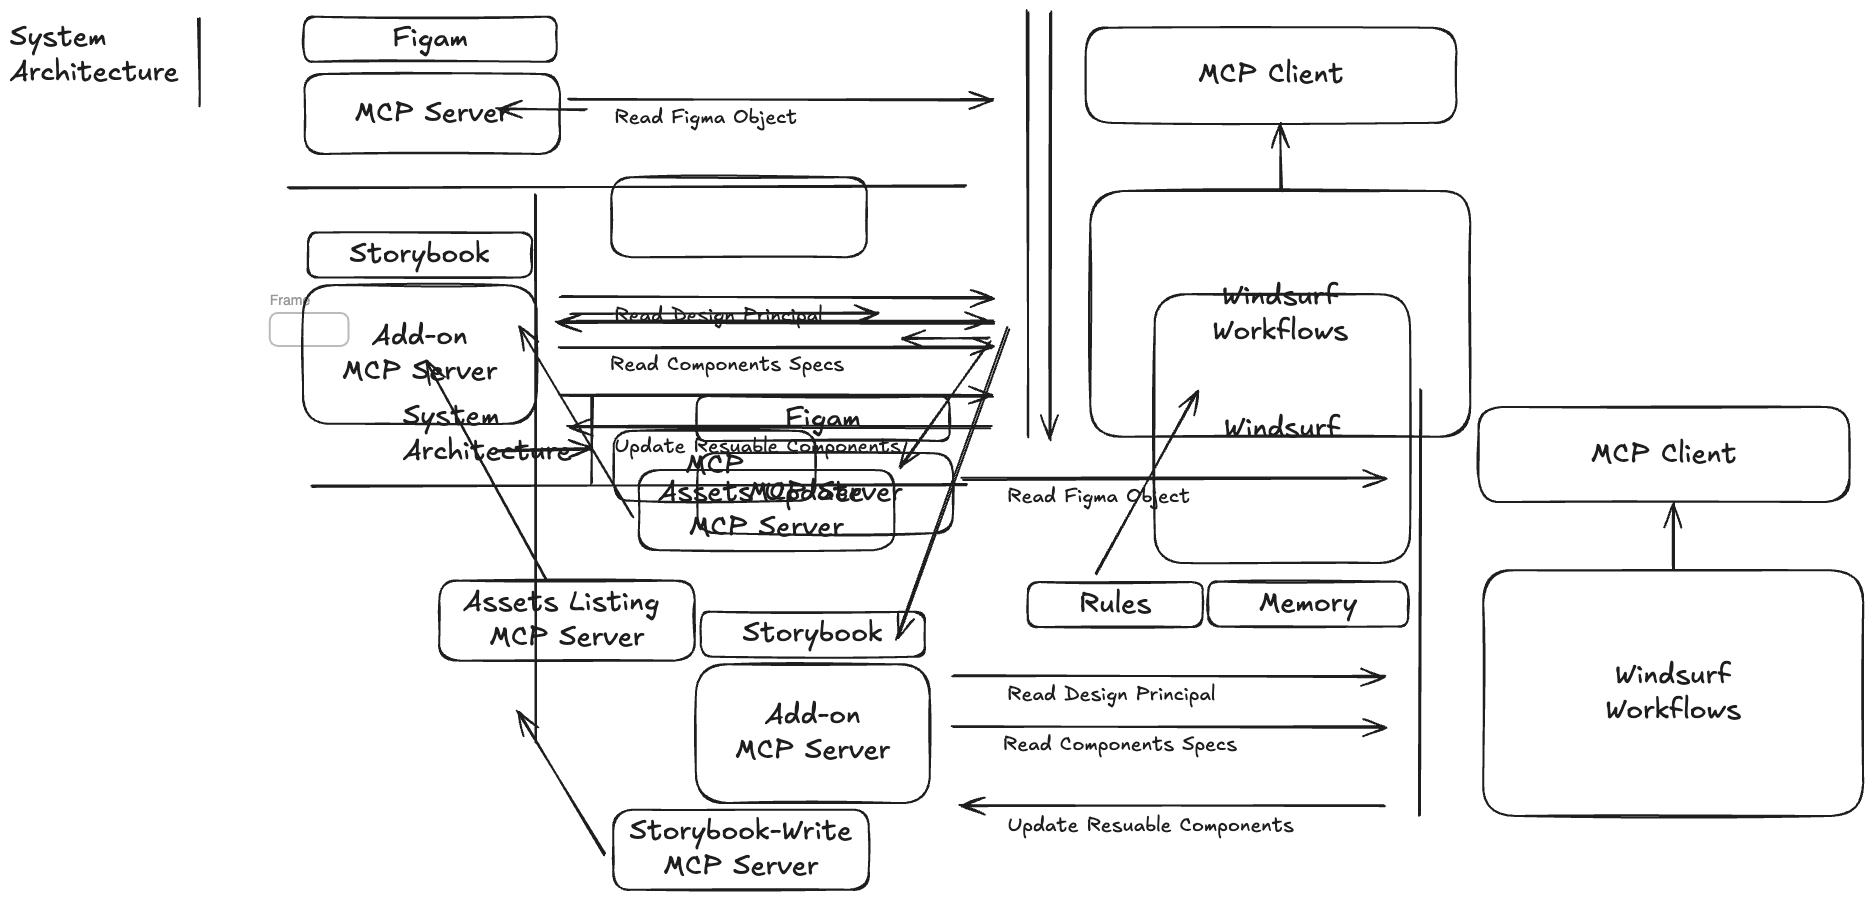 System
Architecture
Figam
MCP Server
Read Figma Object
MCP Client
Storybook
Frame
Add-on
MCP Server
Read Design Principal
Read Components Specs
Windsurf
Workflows
Windsurf
System
Architecture
Figam
Update Resuable Components
MCP
MCP Server
Assets Update
MCP Server
Read Figma Object
MCP Client
Assets Listing
MCP Server
Rules
Memory
Storybook
Add-on
MCP Server
Read Design Principal
Read Components Specs
Update Resuable Components
Windsurf
Workflows
Storybook-Write
MCP Server